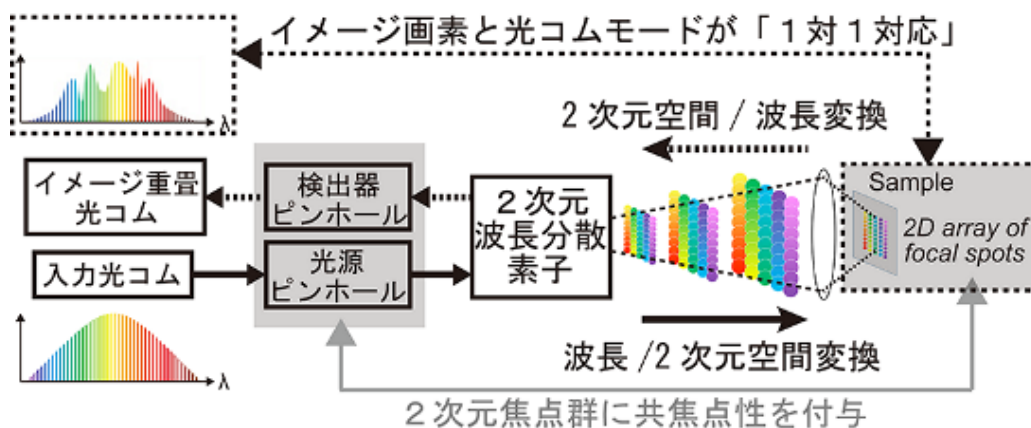 イメージ画素と光コムモードが「１対１対応」
λ
2次元空間 / 波長変換
イメージ重畳
光コム
検出器
ピンホール
２次元
波長分散
素子
Sample
2D array of
focal spots
入力光コム
光源
ピンホール
λ
波長 /2次元空間変換
２次元焦点群に共焦点性を付与